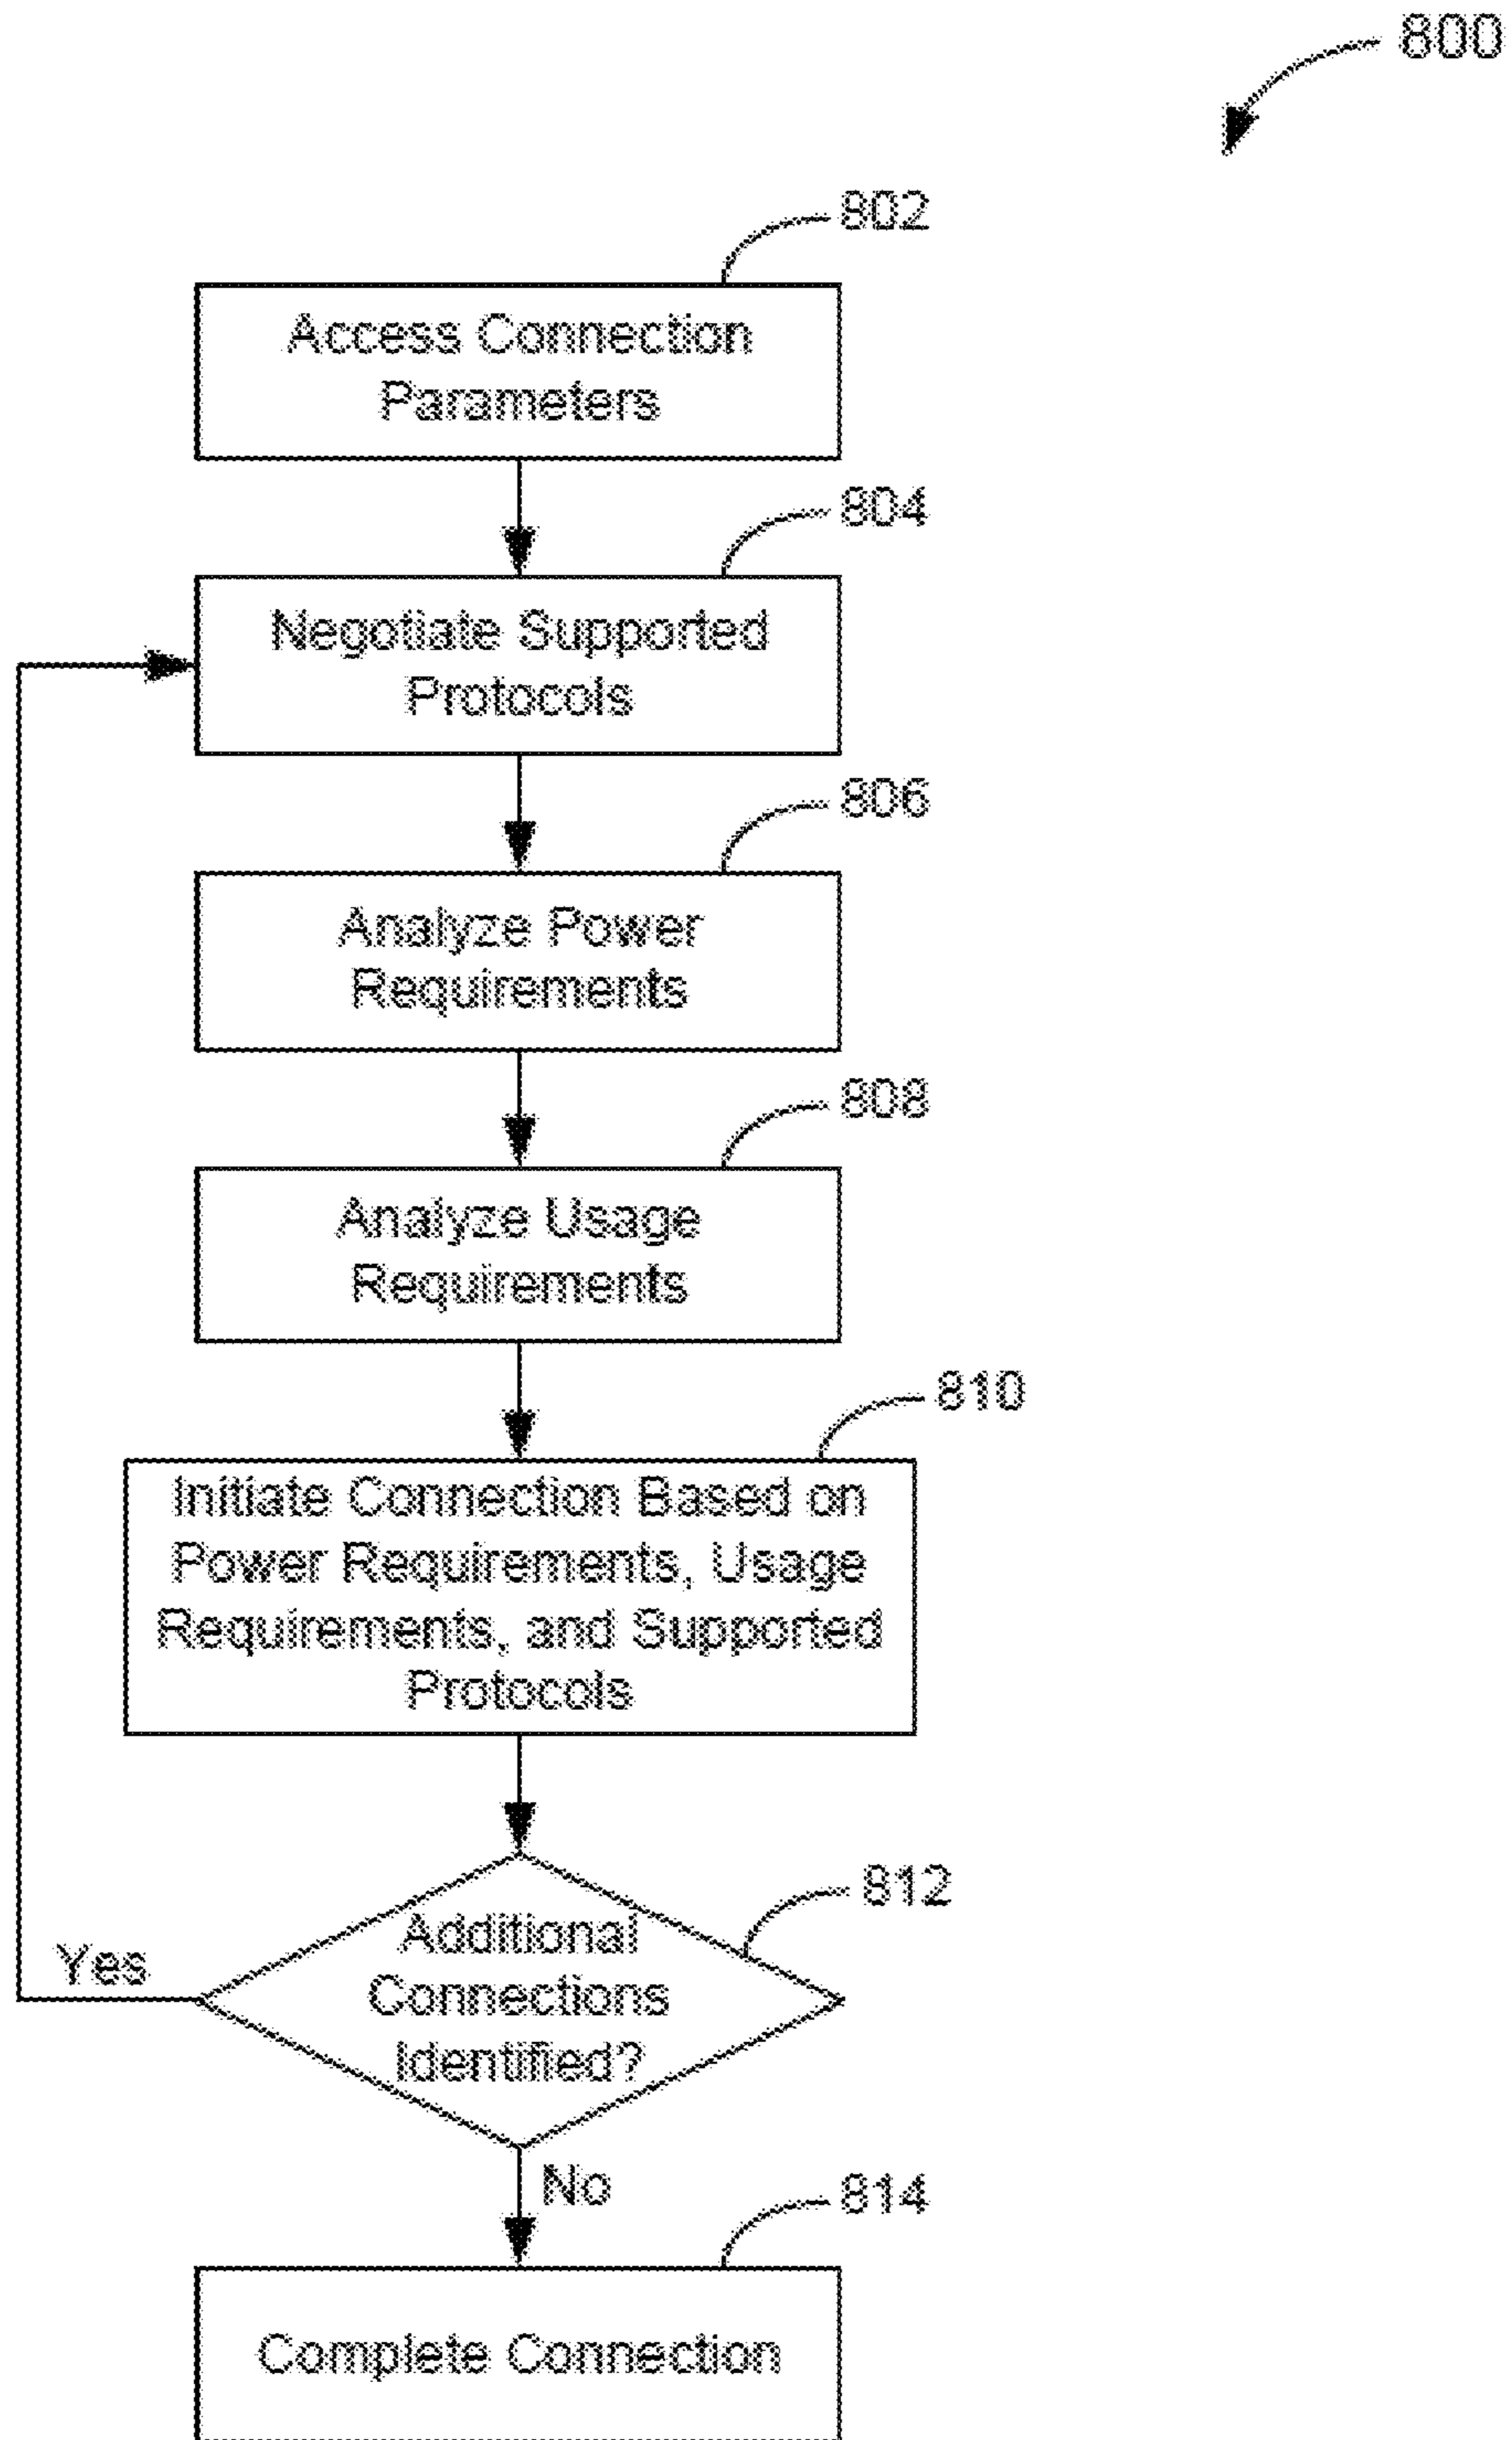 800
802
Access Connection
Parameters
804
Negotiate Supported
Protocols
806
Analyze Power
Requirements
808
Analyze Usage
Requirements
810
Initiate Connection Based on
Power Requirements, Usage
Requirements, and Supported
Protocols
812
Additional
Connections
Identified?
Yes
No
814
Complete Connection